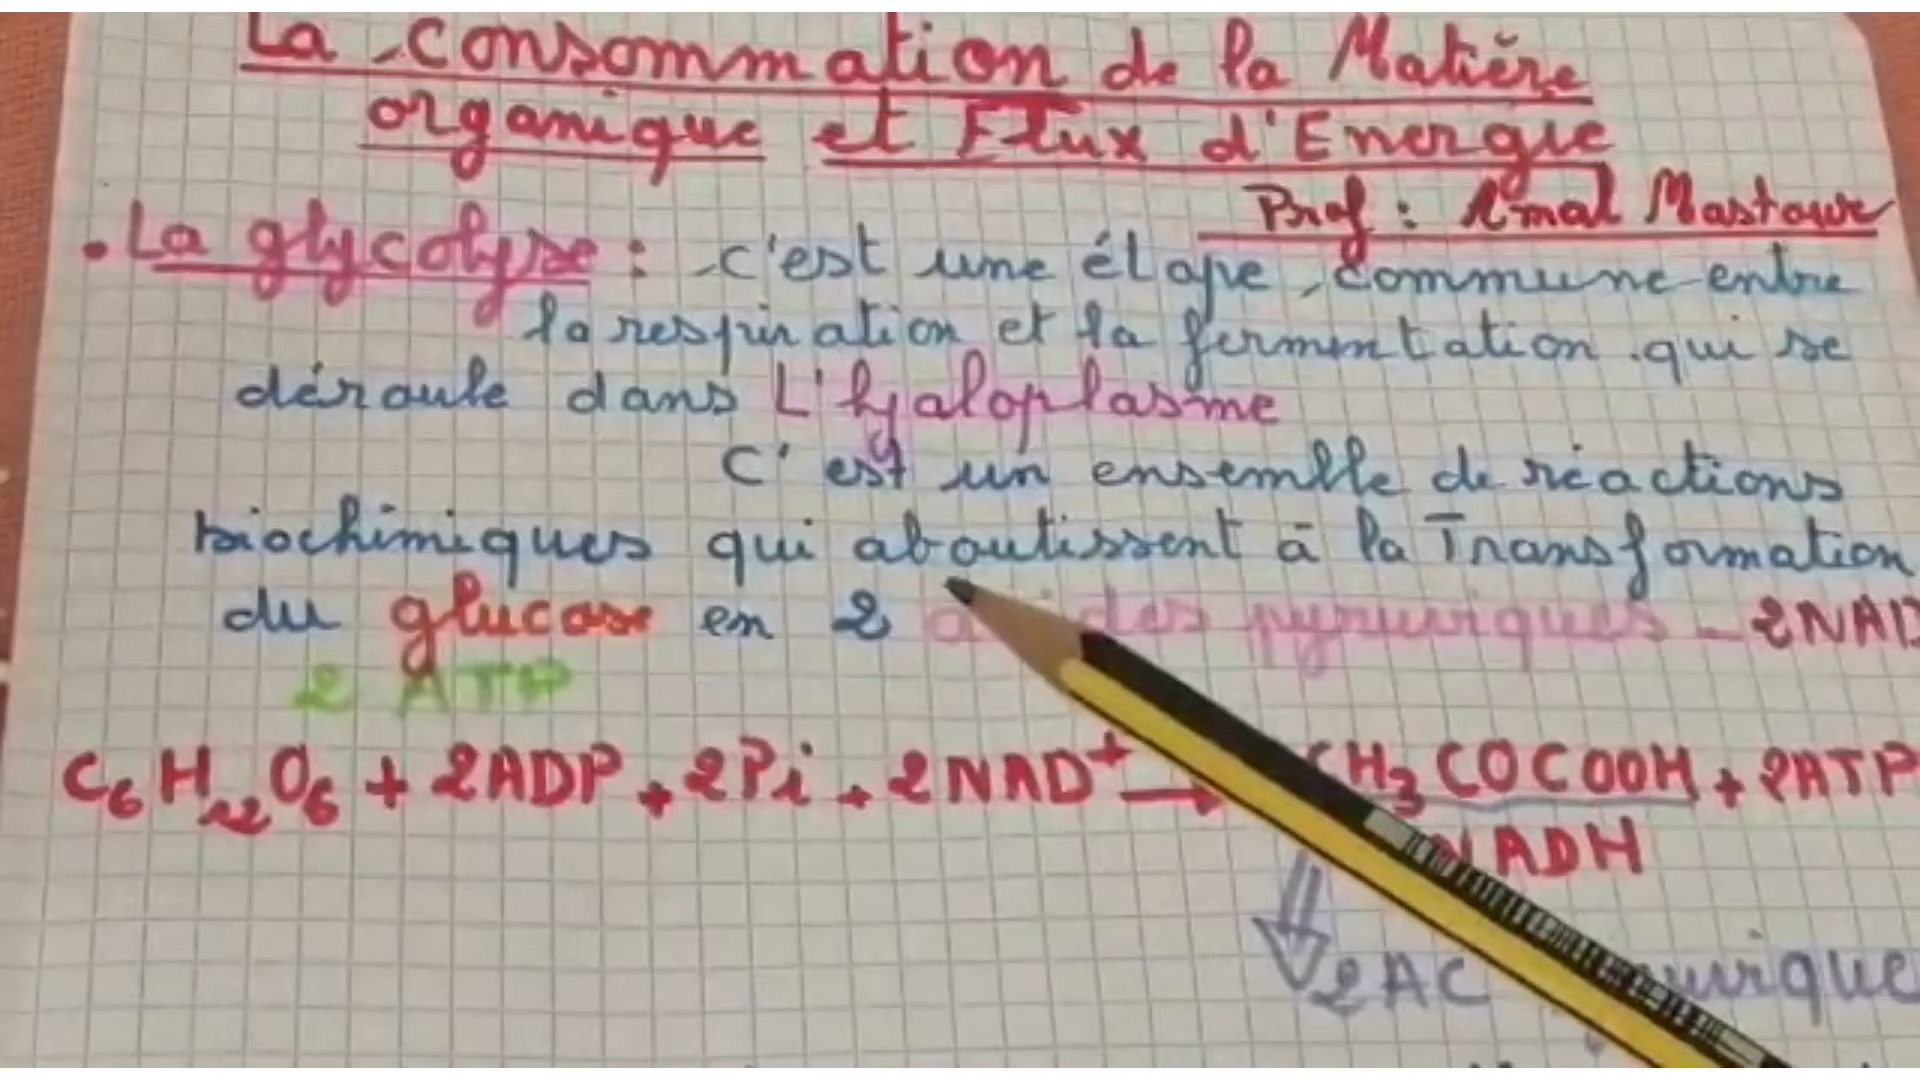 La Consommation de la Matière
organique et Flux d'Energie
Prof : Amal Mastour
• La glycolyse : c'est une étape commune entre
la respiration et la fermentation qui se
déroule dans L'hyaloplasme
C'est un ensemble de réactions
biochimiques qui aboutissent à la Transformation
du glucose en 2 pyruviques - 2NAD
2 ATP
C₆H₁₂O₆ + 2ADP + 2Pi + 2NAD⁺ → CH₃COCOOH + 2ATP
NADH
2AC